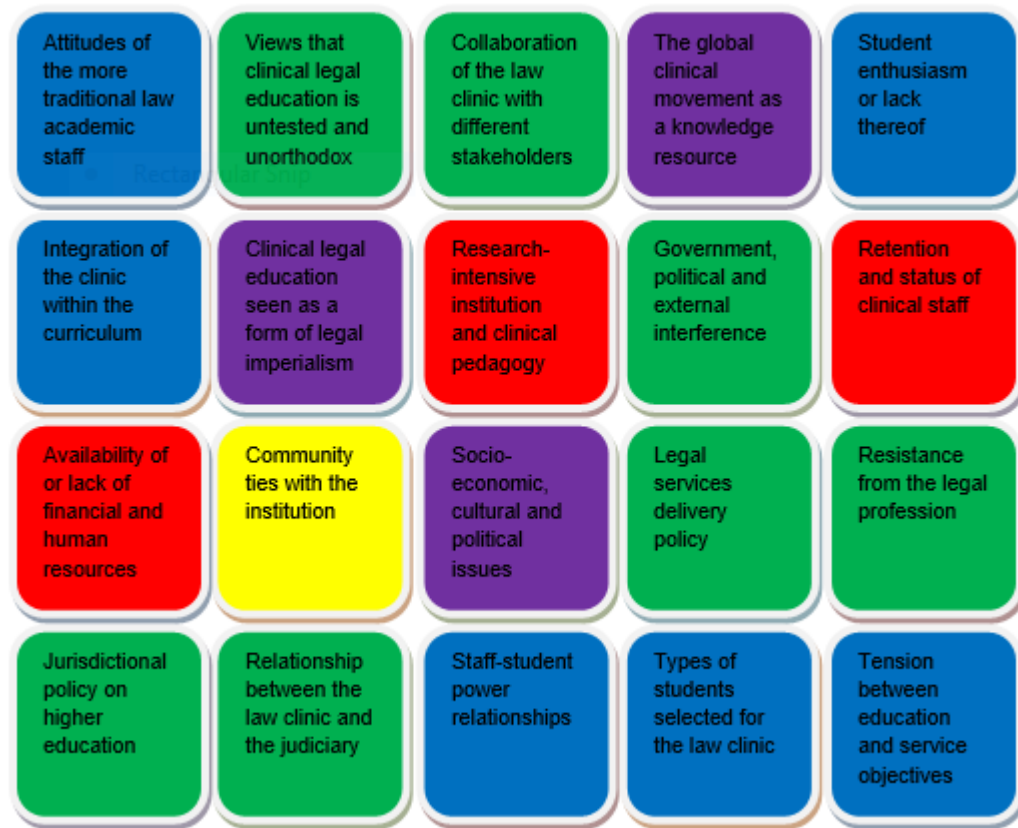 Attitudes of
the more
traditional law
academic
staff
Views that
clinical legal
education is
untested and
unorthodox
Collaboration
of the law
clinic with
different
stakeholders
The global
clinical
movement as
a knowledge
resource
Student
enthusiasm
or lack
thereof
Rectangular Snip
Integration of
the clinic
within the
curriculum
Clinical legal
education
seen as a
form of legal
imperialism
Research-
intensive
institution
and clinical
pedagogy
Government,
political and
external
interference
Retention
and status of
clinical staff
Availability of
or lack of
financial and
human
resources
Community
ties with the
institution
Socio-
economic,
cultural and
political
issues
Legal
services
delivery
policy
Resistance
from the legal
profession
Jurisdictional
policy on
higher
education
Relationship
between the
law clinic and
the judiciary
Staff-student
power
relationships
Types of
students
selected for
the law clinic
Tension
between
education
and service
objectives